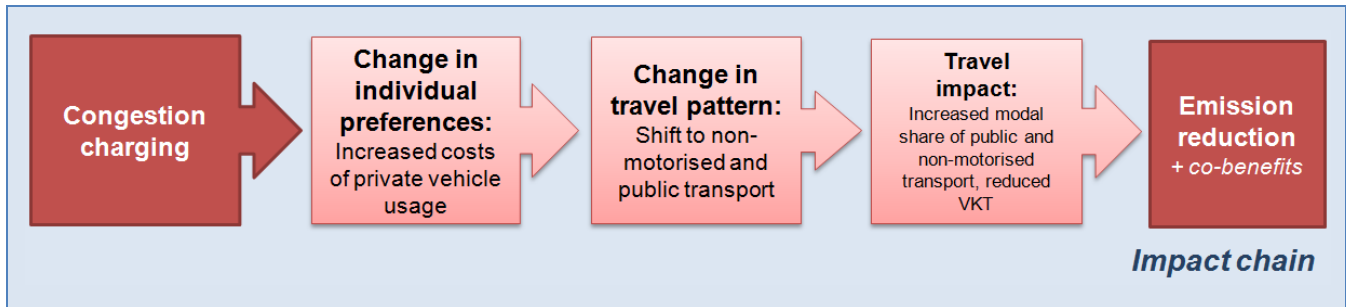 Congestion
charging
Change in
individual
preferences:
Increased costs
of private vehicle
usage
Change in
travel pattern:
Shift to non-
motorised and
public transport
Travel
impact:
Increased modal
share of public and
non-motorised
transport, reduced
VKT
Emission
reduction
+ co-benefits
Impact chain